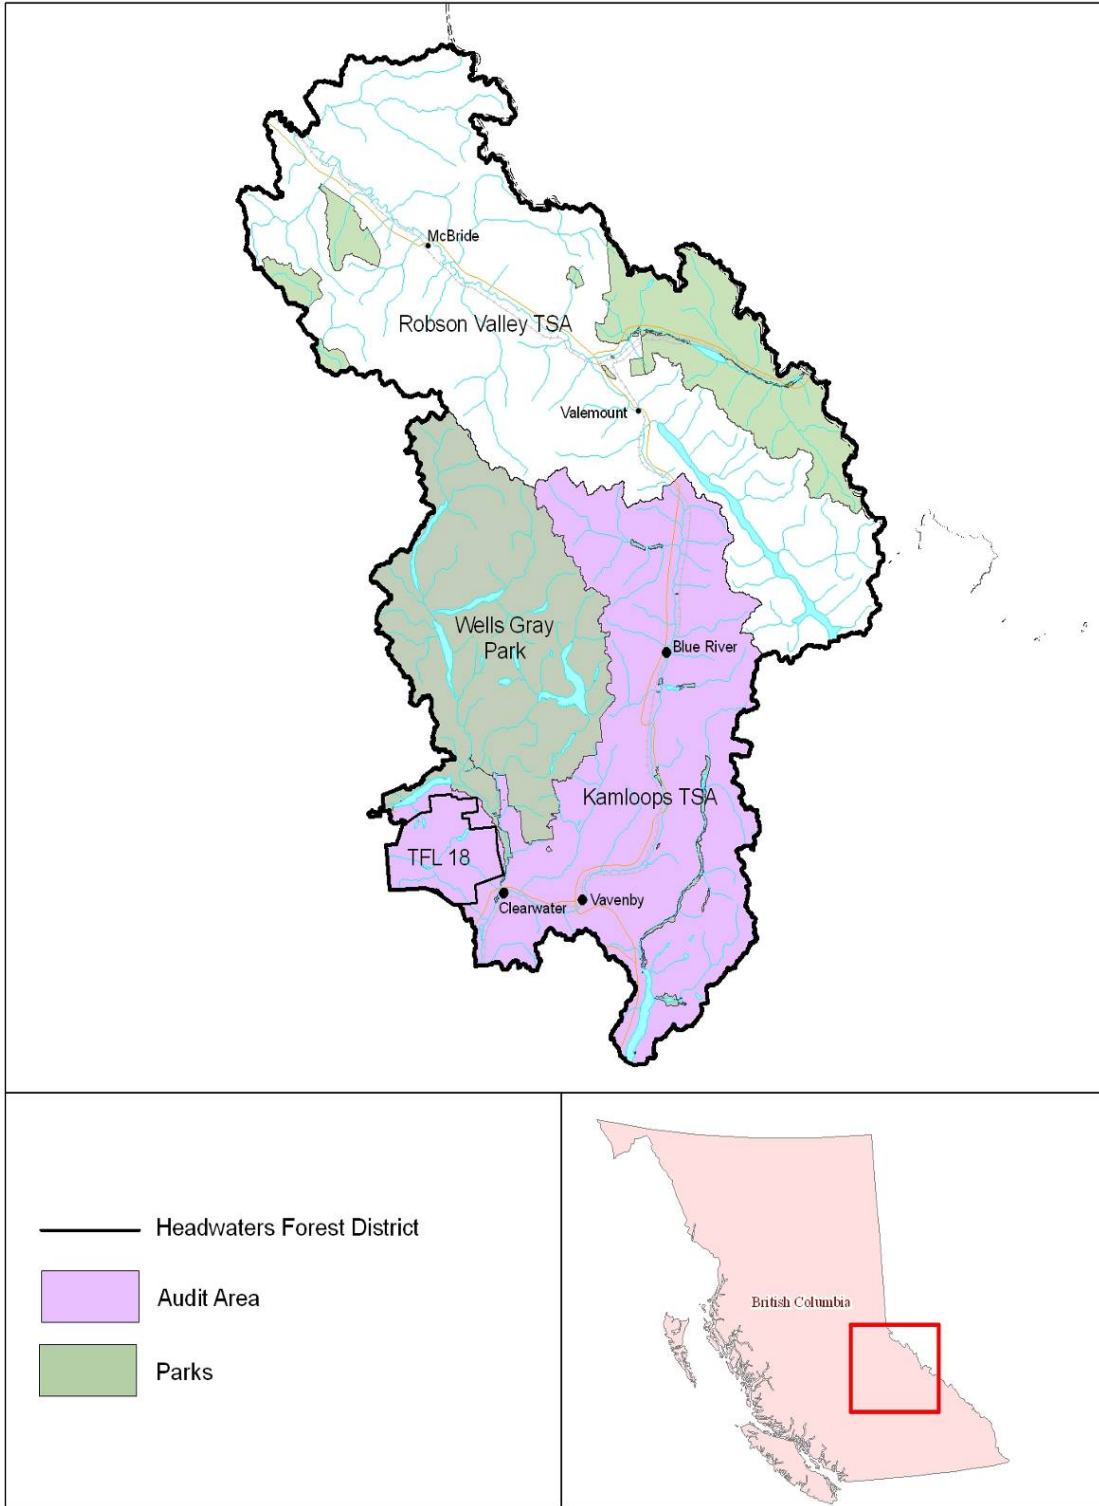 McBride
Robson Valley TSA
Valemount
Wells Gray
Park
Blue River
Kamloops TSA
TFL 18
Clearwater
Vavenby
Headwaters Forest District
Audit Area
Parks
British Columbia